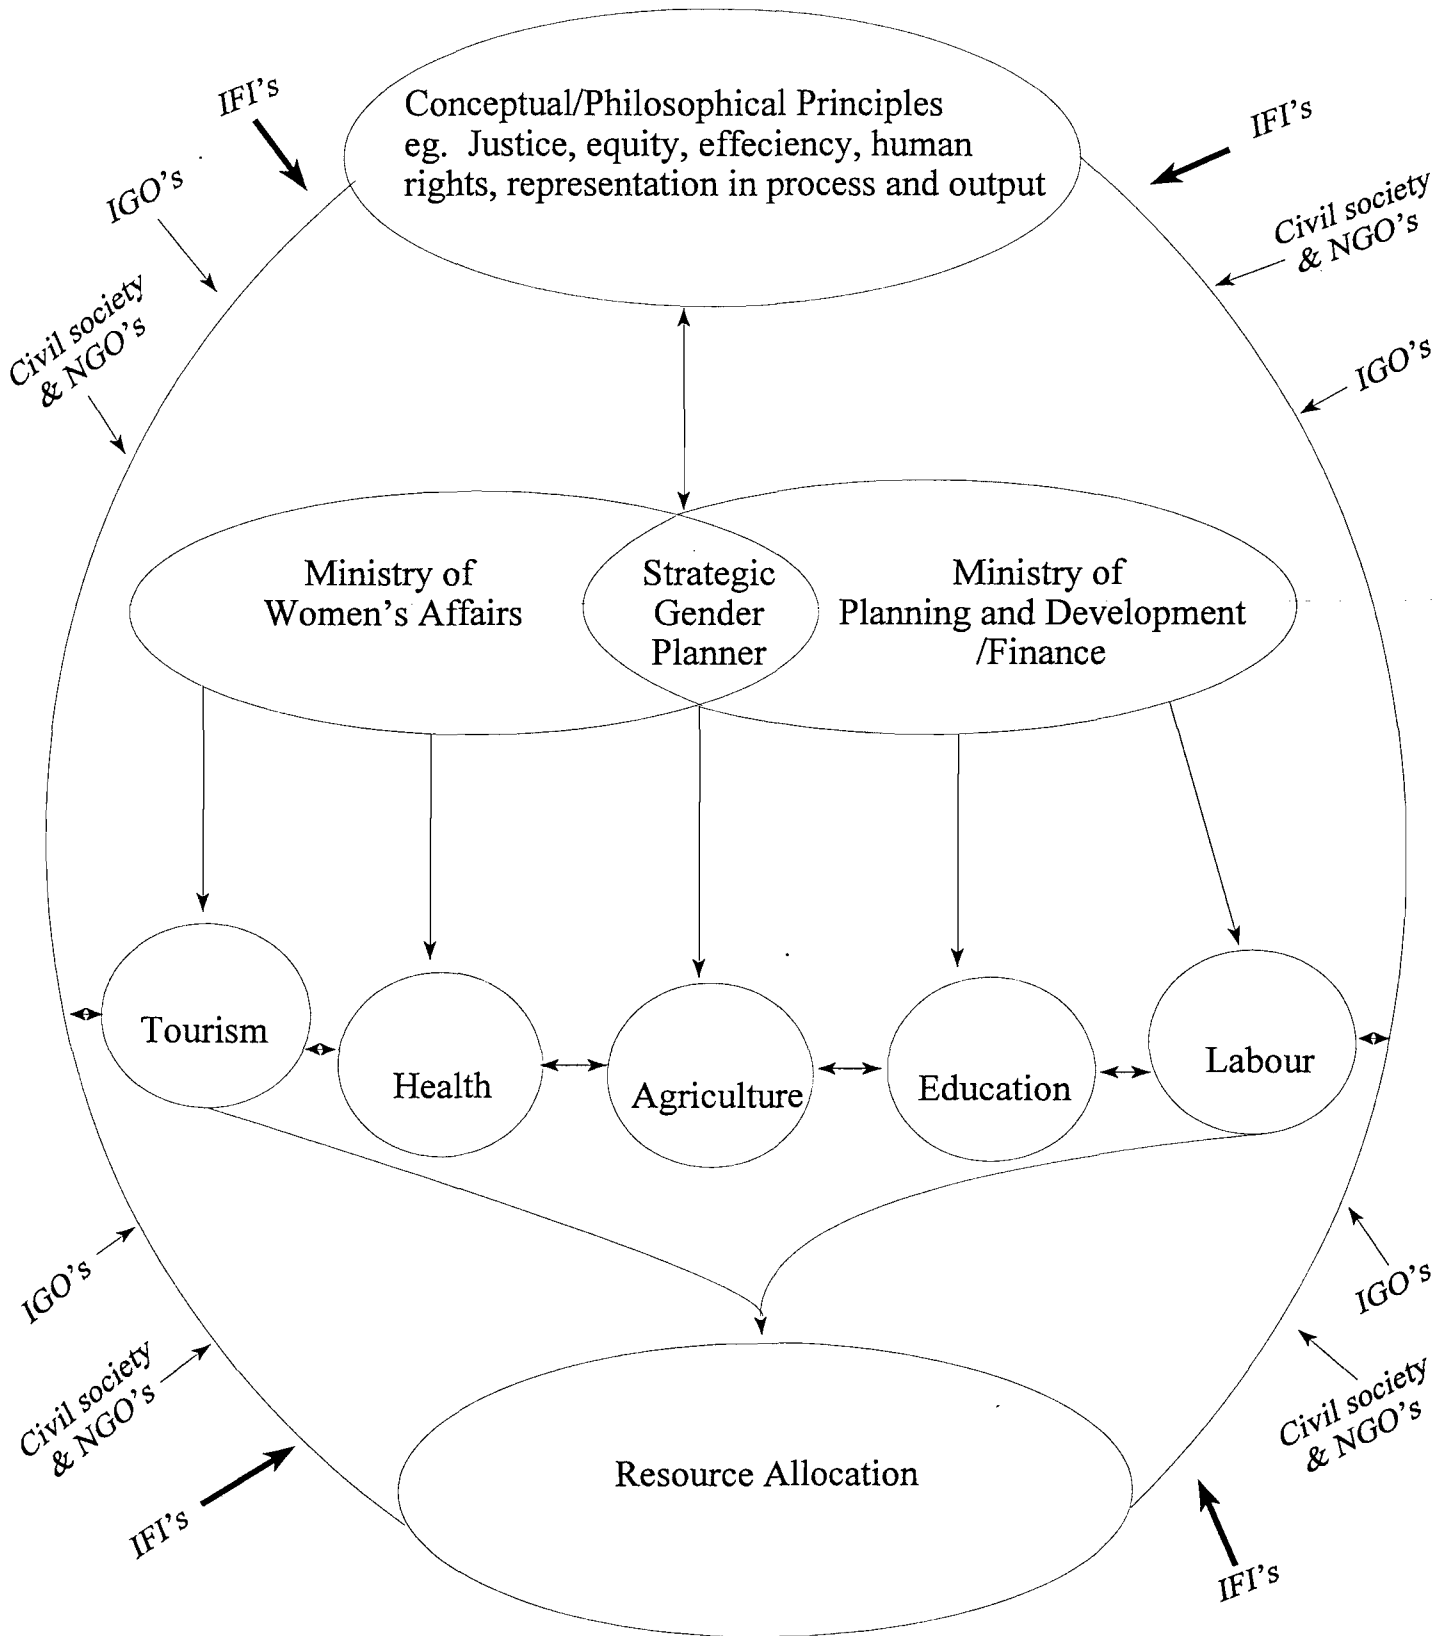 Conceptual/Philosophical Principles
eg. Justice, equity, effeciency, human
rights, representation in process and output
IFI's
IGO's
Civil society
& NGO's
IFI's
Civil society
& NGO's
IGO's
Ministry of
Women's Affairs
Strategic
Gender
Planner
Ministry of
Planning and Development
/Finance
Tourism
Health
Agriculture
Education
Labour
IGO's
Civil society
& NGO's
IFI's
IGO's
Civil society
& NGO's
IFI's
Resource Allocation